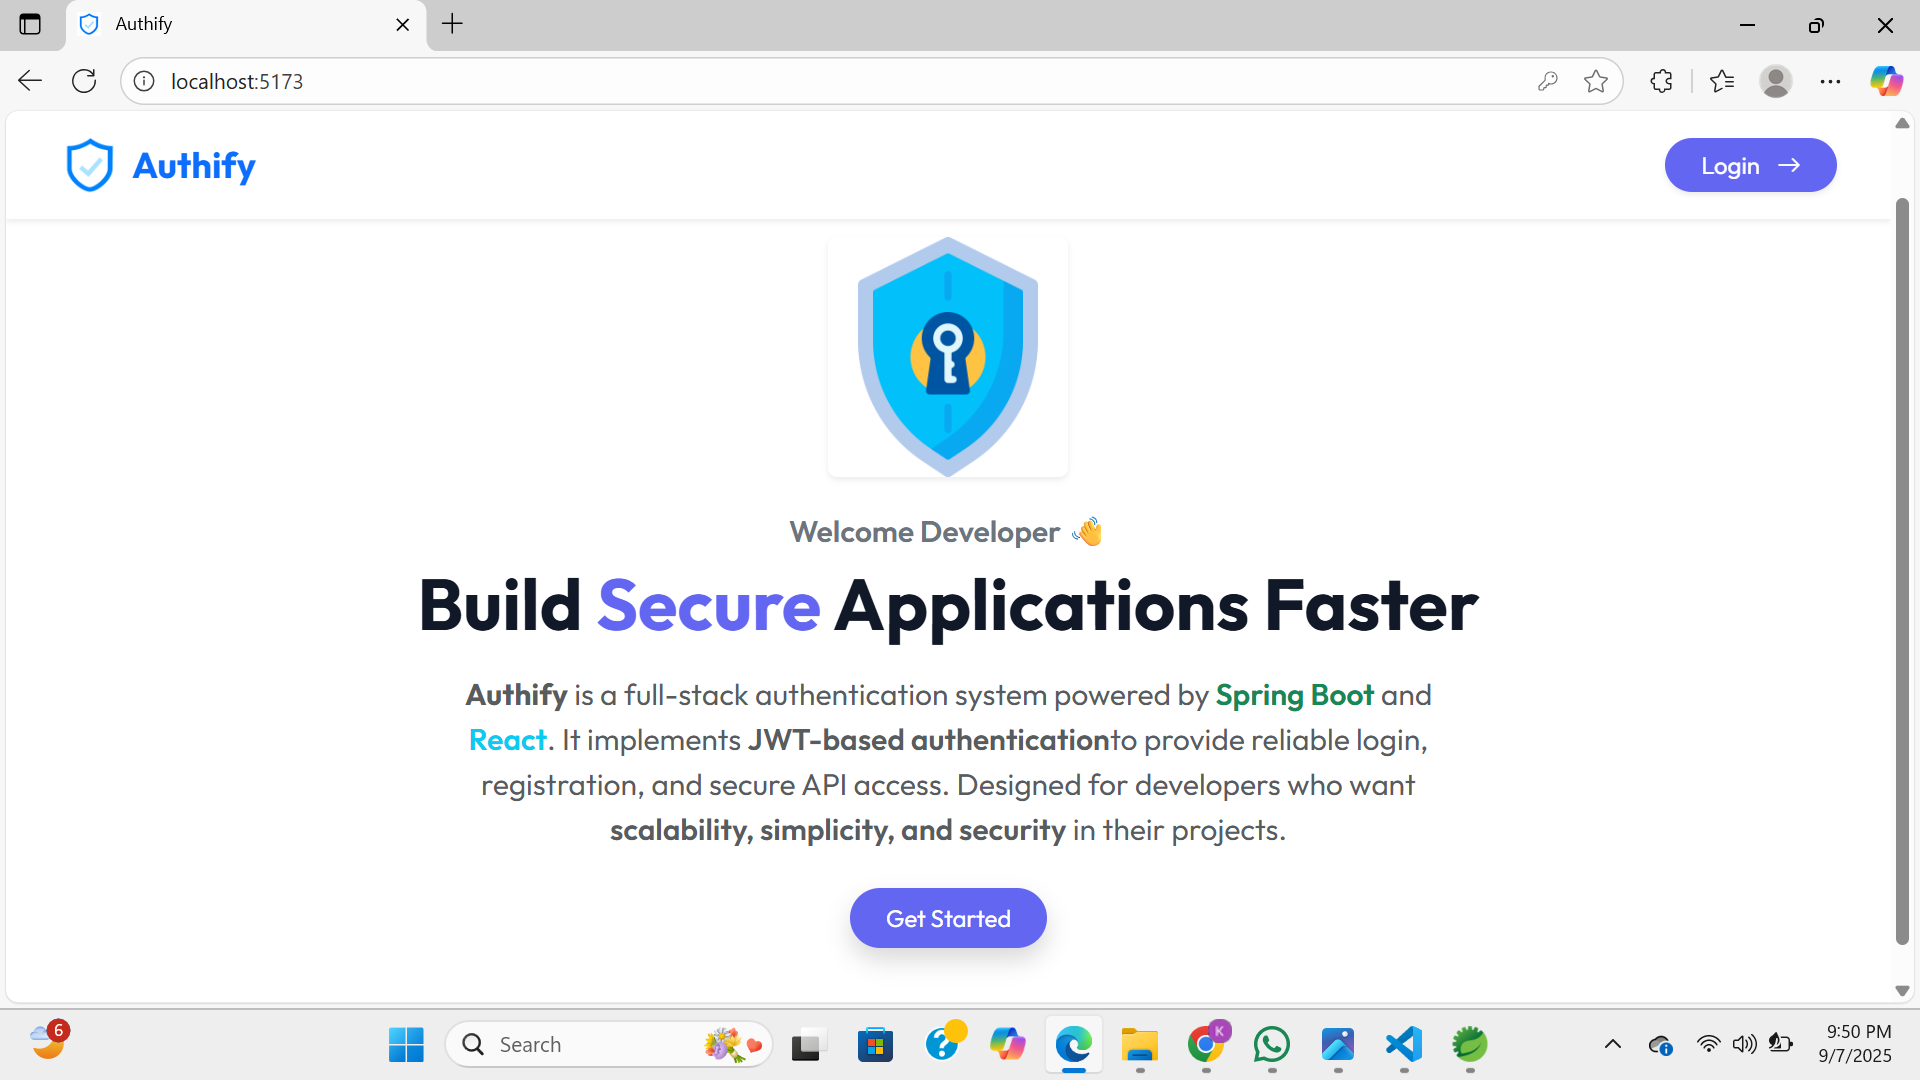 Authify
localhost:5173
Authify
Login →
Welcome Developer 👋
Build Secure Applications Faster
Authify is a full-stack authentication system powered by Spring Boot and
React. It implements JWT-based authenticationto provide reliable login,
registration, and secure API access. Designed for developers who want
scalability, simplicity, and security in their projects.
Get Started
6
Search
K
9:50 PM
9/7/2025